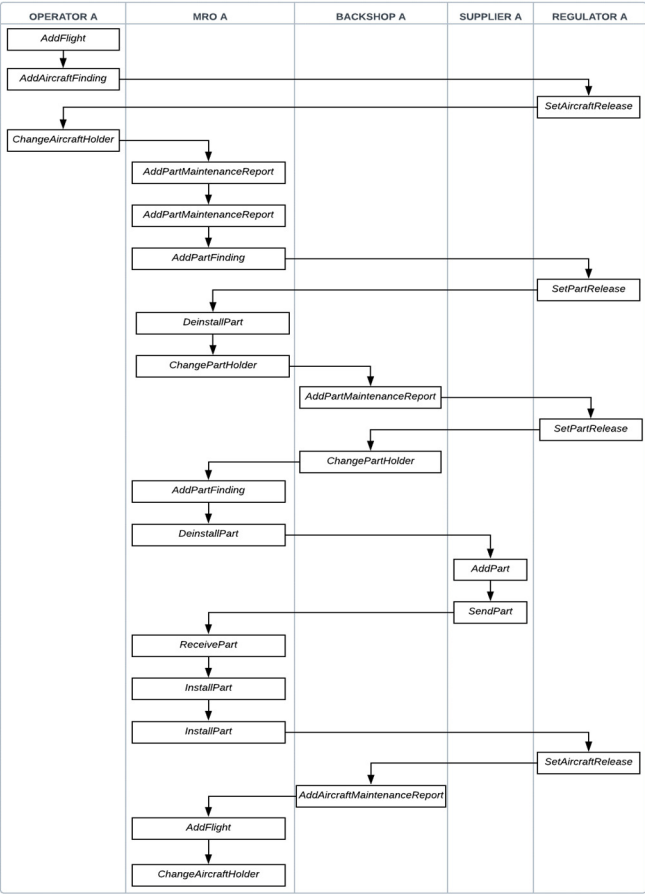 OPERATOR A
MRO A
BACKSHOP A
SUPPLIER A
REGULATOR A
AddFlight
AddAircraftFinding
SetAircraftRelease
ChangeAircraftHolder
AddPartMaintenanceReport
AddPartMaintenanceReport
AddPartFinding
SetPartRelease
DeinstallPart
ChangePartHolder
AddPartMaintenanceReport
SetPartRelease
ChangePartHolder
AddPartFinding
DeinstallPart
AddPart
SendPart
ReceivePart
InstallPart
InstallPart
SetAircraftRelease
AddAircraftMaintenanceReport
AddFlight
ChangeAircraftHolder